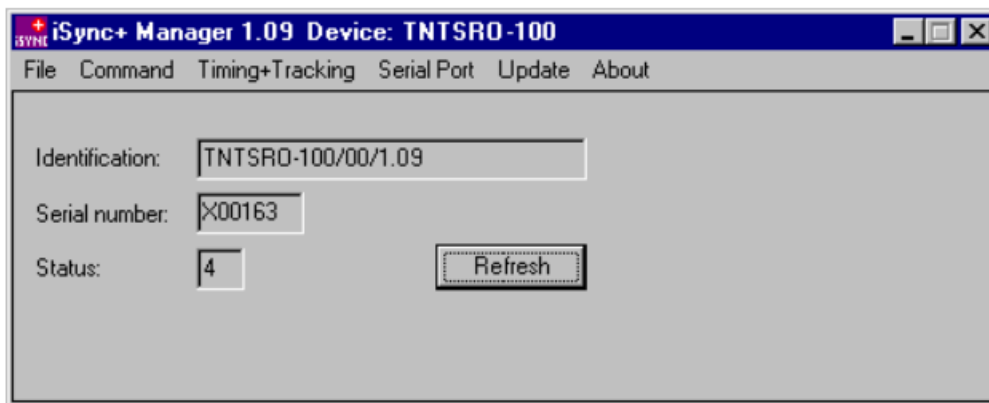 iSYNC iSync+ Manager 1.09 Device: TNTSRO-100
File Command Timing+Tracking Serial Port Update About
Identification: TNTSRO-100/00/1.09
Serial number: X00163
Status: 4 Refresh